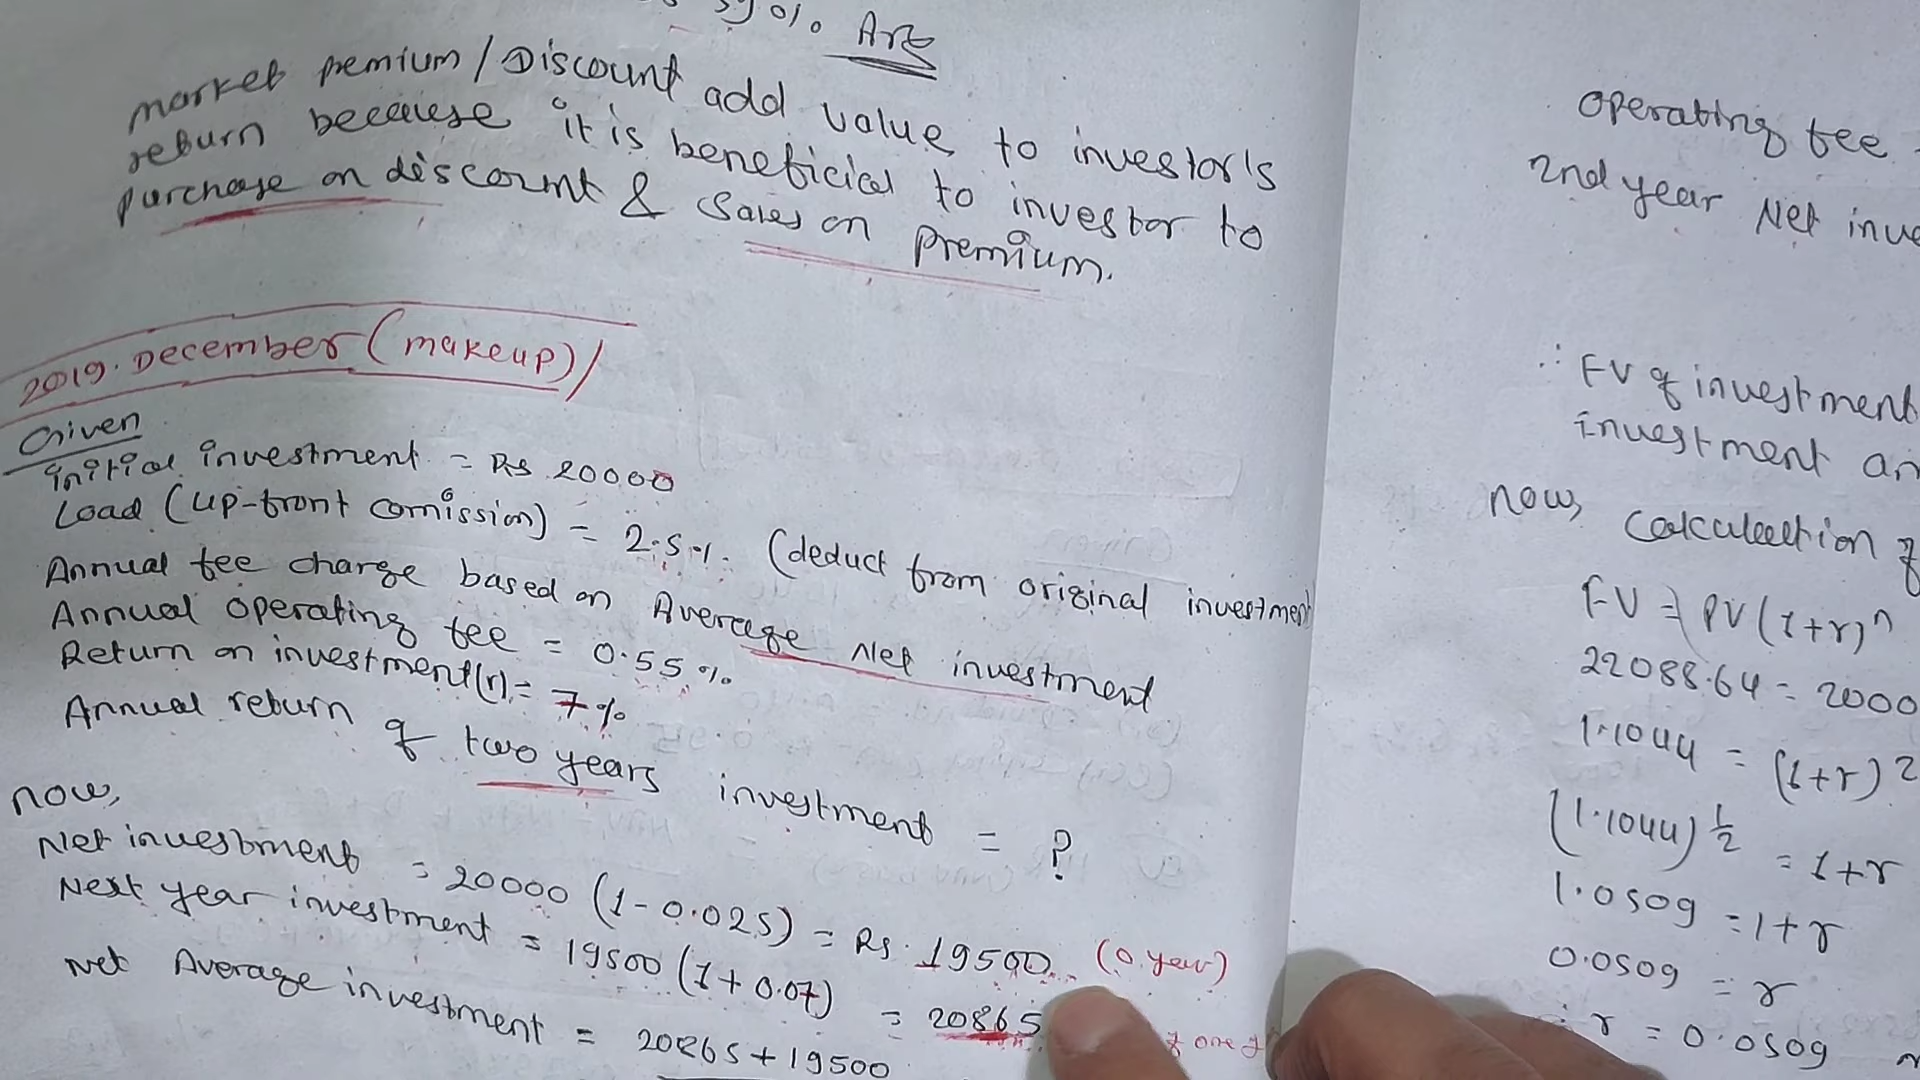 % Ans
market premium / Discount add value to investor's
return because it is beneficial to investor to
purchase on discount & Sales on premium.
2019. December (makeup)/
Given
initial investment = Rs 20000
Load (up-front comission) = 2.5%. (deduct from original investment
Annual fee charge based on Average Net investment
Annual operating fee = 0.55%
Return on investment(r) = 7%
Annual return of two years investment = ?
now,
Net investment = 20000 (1-0.025) = Rs. 19500 (0 year)
Next year investment = 19500 (1+0.07) = 20865
Net Average investment = 20865+19500
operating fee
2nd year Net inve
∴ FV of investment
investment an
now, calculation of
FV = PV(1+r)ⁿ
22088.64 = 2000
1.1044 = (1+r)²
(1.1044)½ = 1+r
1.0509 = 1+r
0.0509 = r
r = 0.0509